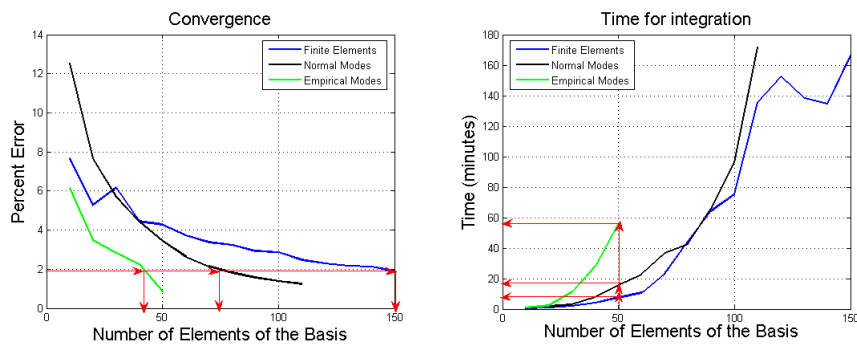 Convergence
14
12
10
8
6
4
2
0
Percent Error
Finite Elements
Normal Modes
Empirical Modes
0
50
100
150
Number of Elements of the Basis
Time for integration
180
160
140
120
100
80
60
40
20
0
Time (minutes)
Finite Elements
Normal Modes
Empirical Modes
0
50
100
150
Number of Elements of the Basis